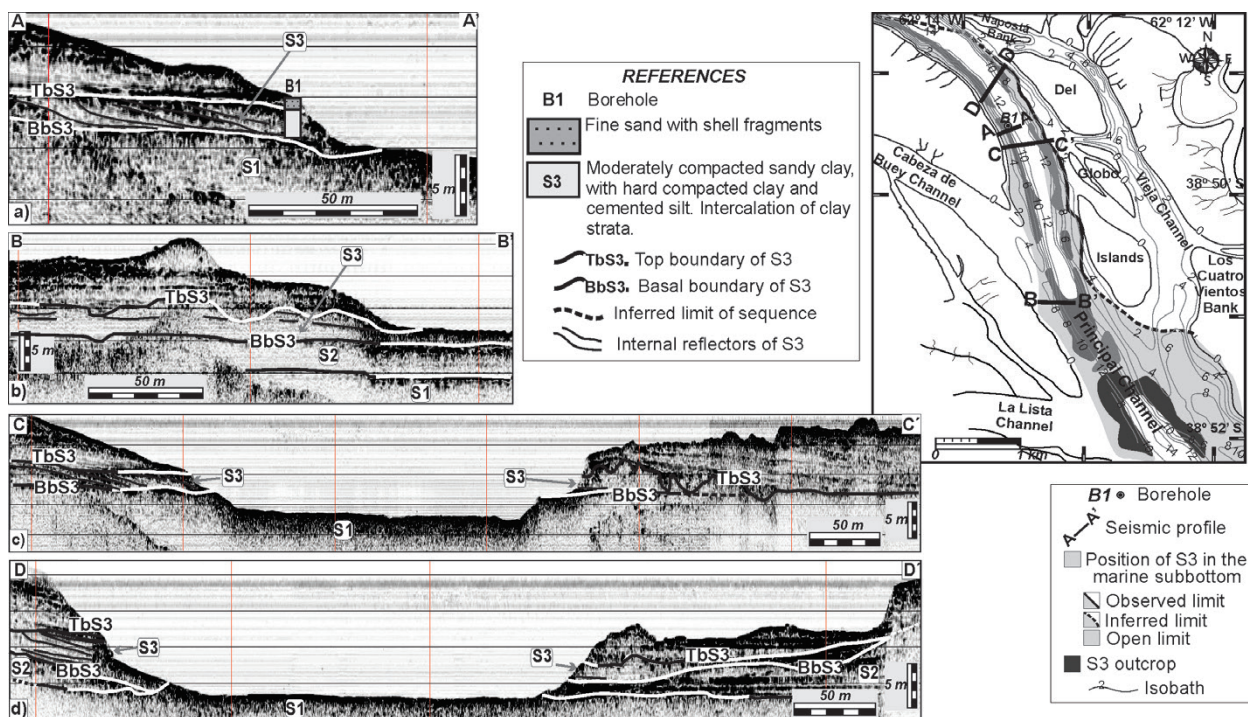 A
A'
S3
B1
TbS3
BbS3
S1
50 m
5 m
a)
B
B'
S3
TbS3
BbS3
S2
5 m
50 m
S1
b)
C
C'
TbS3
S3
S3
TbS3
BbS3
BbS3
S1
50 m
5 m
c)
D
D'
TbS3
S3
S3
TbS3
S2
BbS3
BbS3
S2
S1
50 m
5 m
d)
REFERENCES
B1 Borehole
Fine sand with shell fragments
S3 Moderately compacted sandy clay,
with hard compacted clay and
cemented silt. Intercalation of clay
strata.
TbS3. Top boundary of S3
BbS3. Basal boundary of S3
Inferred limit of sequence
Internal reflectors of S3
62º 14' W
62º 12' W
Napostá
Bank
N
W E
S
D
D'
Del
B1
A A'
C C'
Globo
Cabeza de
Buey Channel
38º 50' S
Vieja Channel
Islands
Los
Cuatro
Vientos
Bank
B B'
Principal Channel
La Lista
Channel
38º 52' S
0 1 km
B1 Borehole
A A' Seismic profile
Position of S3 in the
marine subbottom
Observed limit
Inferred limit
Open limit
S3 outcrop
2 Isobath